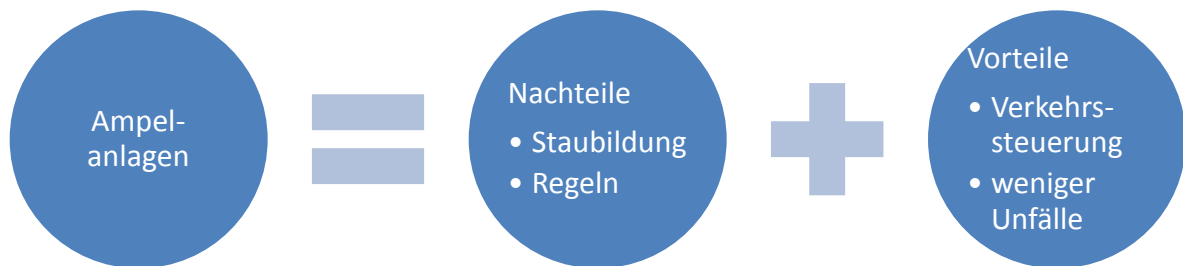 Ampel-
anlagen
Nachteile
• Staubildung
• Regeln
Vorteile
• Verkehrs-
steuerung
• weniger
Unfälle